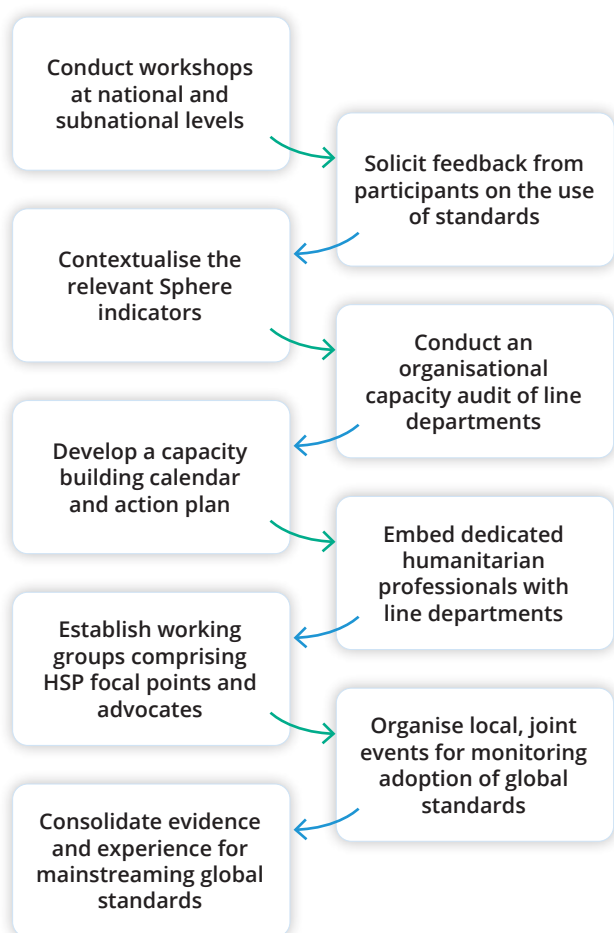 Conduct workshops
at national and
subnational levels
Solicit feedback from
participants on the use
of standards
Contextualise the
relevant Sphere
indicators
Conduct an
organisational
capacity audit of line
departments
Develop a capacity
building calendar
and action plan
Embed dedicated
humanitarian
professionals with
line departments
Establish working
groups comprising
HSP focal points and
advocates
Organise local, joint
events for monitoring
adoption of global
standards
Consolidate evidence
and experience for
mainstreaming global
standards